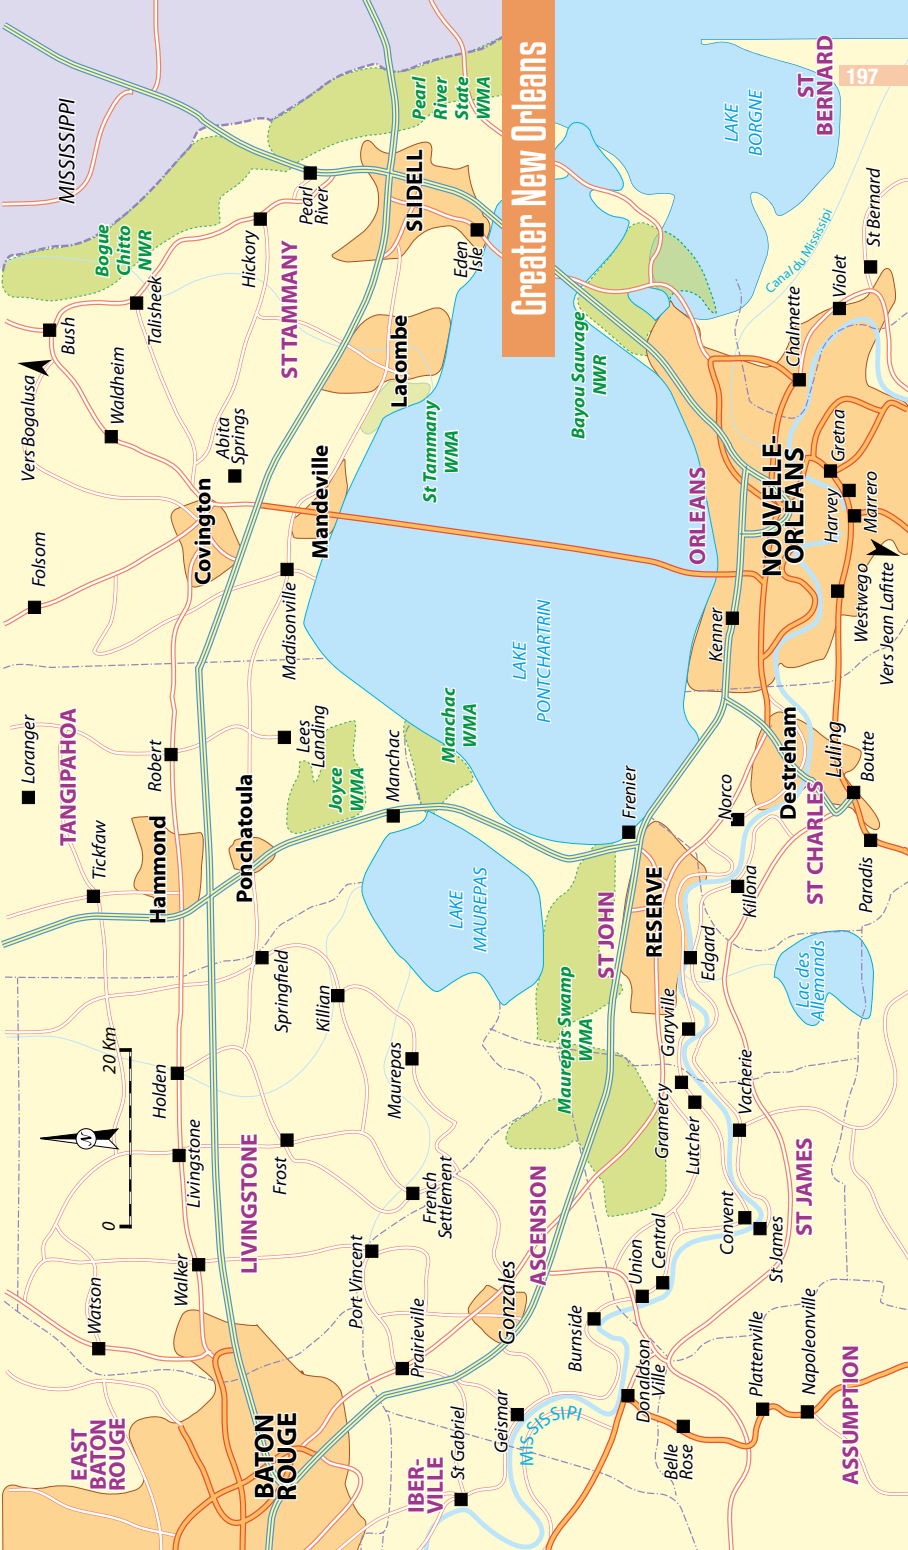 Greater New Orleans
197
MISSISSIPPI
Bogue
Chitto
NWR
Pearl
River
State
WMA
Pearl
River
Hickory
Talisheek
Bush
Vers Bogalusa
Waldheim
Abita
Springs
ST TAMMANY
SLIDELL
Eden
Isle
Lacombe
St Tammany
WMA
Mandeville
Covington
Folsom
Madisonville
LAKE
BORGNE
ST
BERNARD
St Bernard
Canal du Mississipi
Violet
Chalmette
Bayou Sauvage
NWR
ORLEANS
NOUVELLE-
ORLEANS
Gretna
Harvey
Marrero
Westwego
Vers Jean Lafitte
Kenner
LAKE
PONTCHARTRIN
Loranger
TANGIPAHOA
Robert
Lees
Landing
Joyce
WMA
Manchac
Manchac
WMA
Tickfaw
Hammond
Ponchatoula
Frenier
Norco
Destreham
Luling
Boutte
ST CHARLES
Paradis
Killona
LAKE
MAUREPAS
ST JOHN
RESERVE
Edgard
Lac des
Allemands
Springfield
Killian
Maurepas
Maurepas Swamp
WMA
Garyville
Gramercy
Lutcher
Vacherie
0
20 Km
N
Holden
Livingstone
LIVINGSTONE
Frost
French
Settlement
ASCENSION
Convent
St James
ST JAMES
Walker
Watson
Port Vincent
Prairieville
Gonzales
Central
Union
Burnside
Donaldson
Ville
Plattenville
Napoleonville
ASSUMPTION
Belle
Rose
Geismar
MISSISSIPI
St Gabriel
IBER-
VILLE
EAST
BATON
ROUGE
BATON
ROUGE